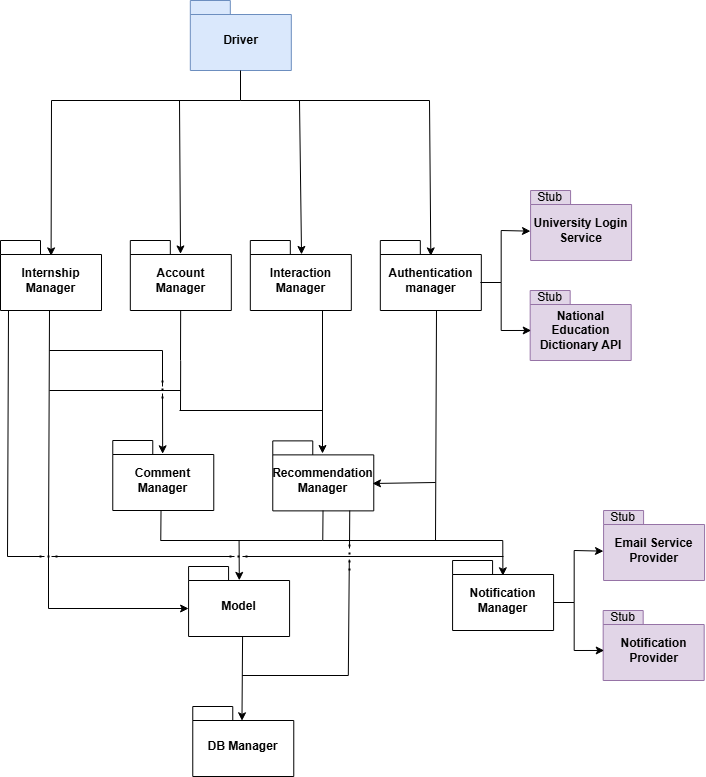 Driver
Stub
University Login
Service
Internship
Manager
Account
Manager
Interaction
Manager
Authentication
manager
Stub
National
Education
Dictionary API
Comment
Manager
Recommendation
Manager
Stub
Email Service
Provider
Model
Notification
Manager
Stub
Notification
Provider
DB Manager